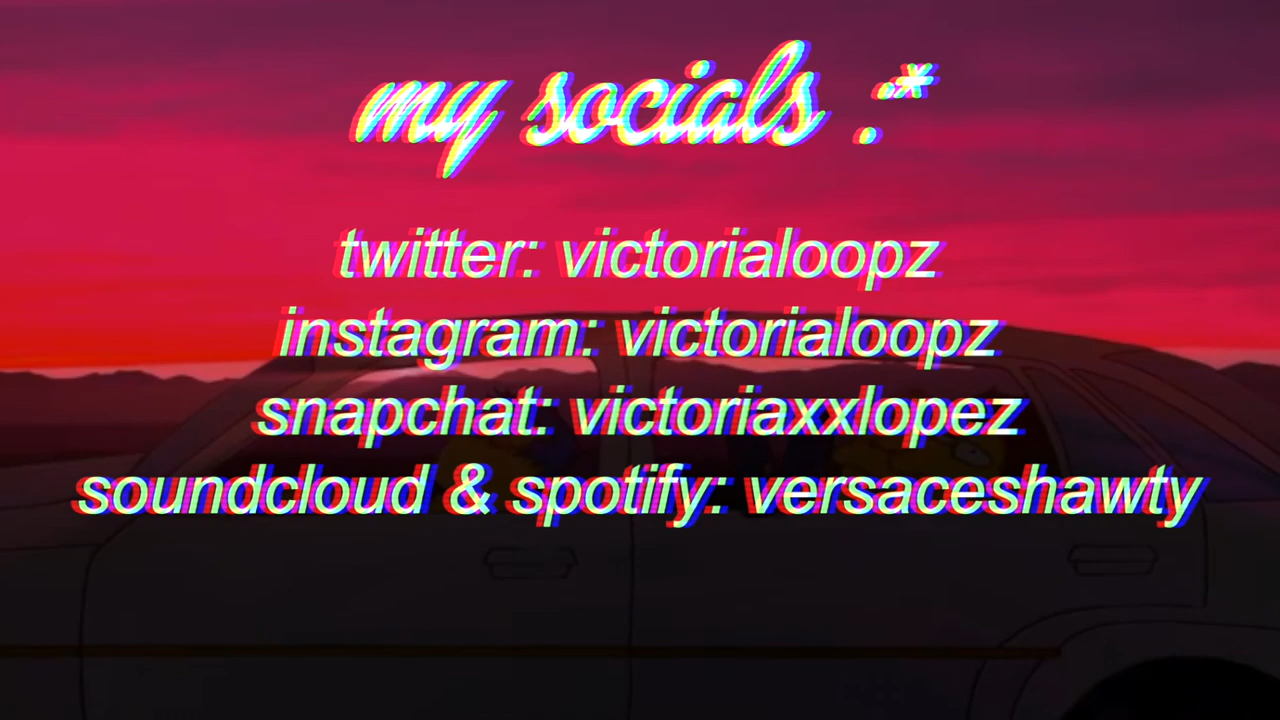 my socials :*
twitter: victorialoopz
instagram: victorialoopz
snapchat: victoriaxxlopez
soundcloud & spotify: versaceshawty